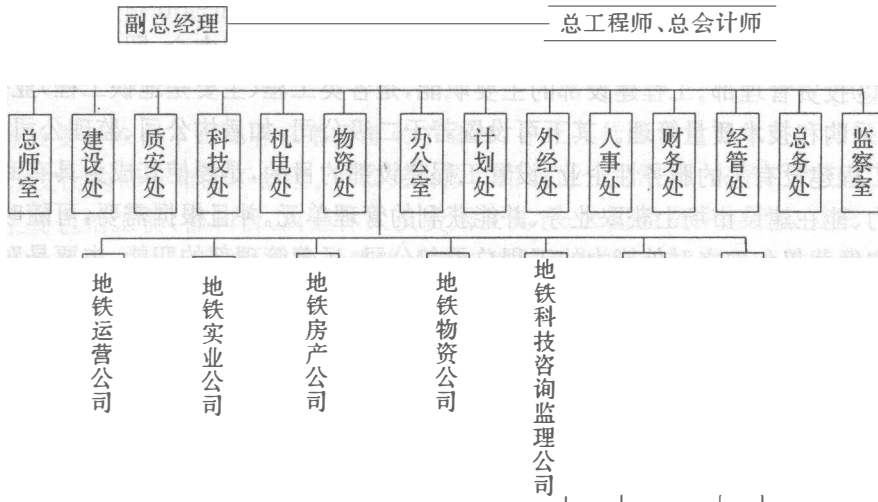 副总经理
总工程师、总会计师
总师室
建设处
质安处
科技处
机电处
物资处
办公室
计划处
外经处
人事处
财务处
经管处
总务处
监察室
地铁运营公司
地铁实业公司
地铁房产公司
地铁物资公司
地铁科技咨询监理公司